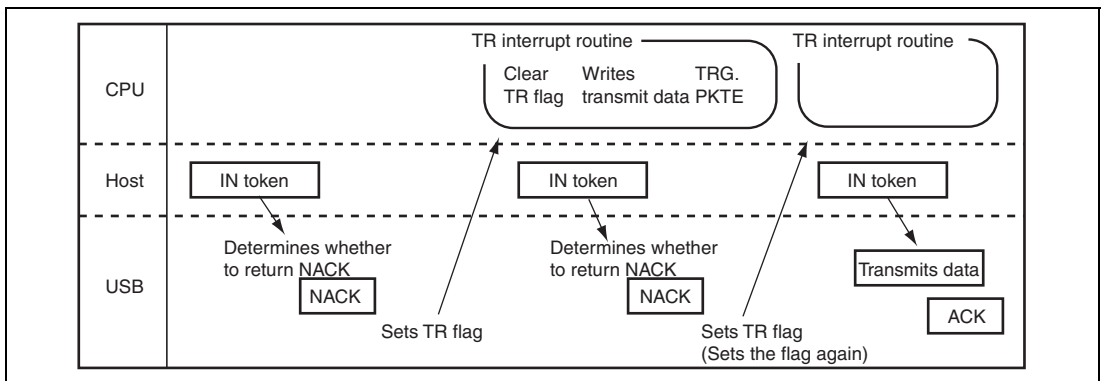 TR interrupt routine
TR interrupt routine
CPU
Clear Writes TRG.
TR flag transmit data PKTE
Host
IN token
IN token
IN token
USB
Determines whether
to return NACK
NACK
Sets TR flag
Determines whether
to return NACK
NACK
Sets TR flag
(Sets the flag again)
Transmits data
ACK